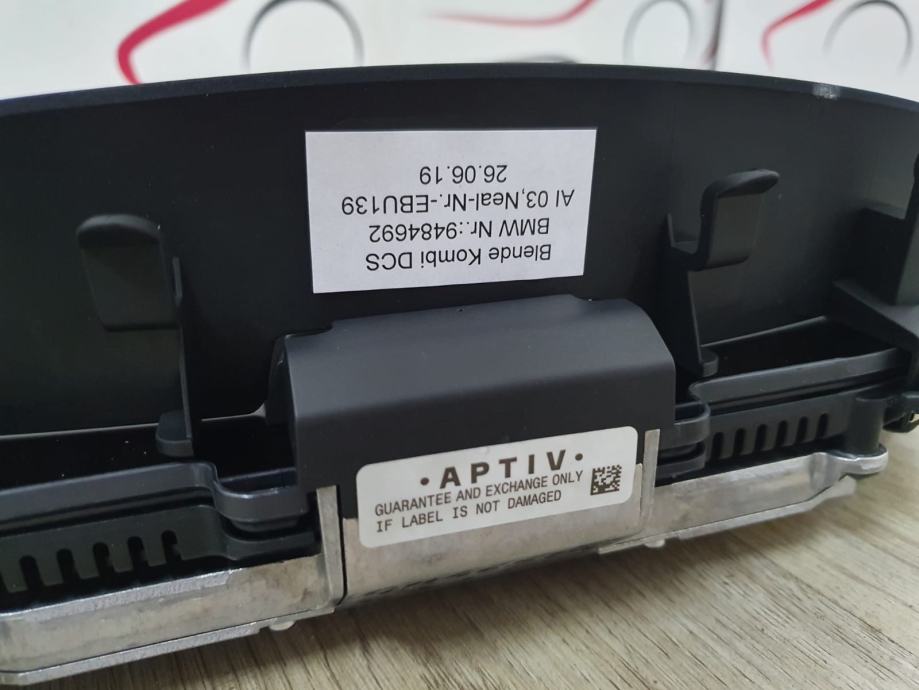 Blende Kombi DCS
BMW Nr.:9484692
AI 03,Neal-Nr.-EBU139
26.06.19
·APTIV·
GUARANTEE AND EXCHANGE ONLY
IF LABEL IS NOT DAMAGED